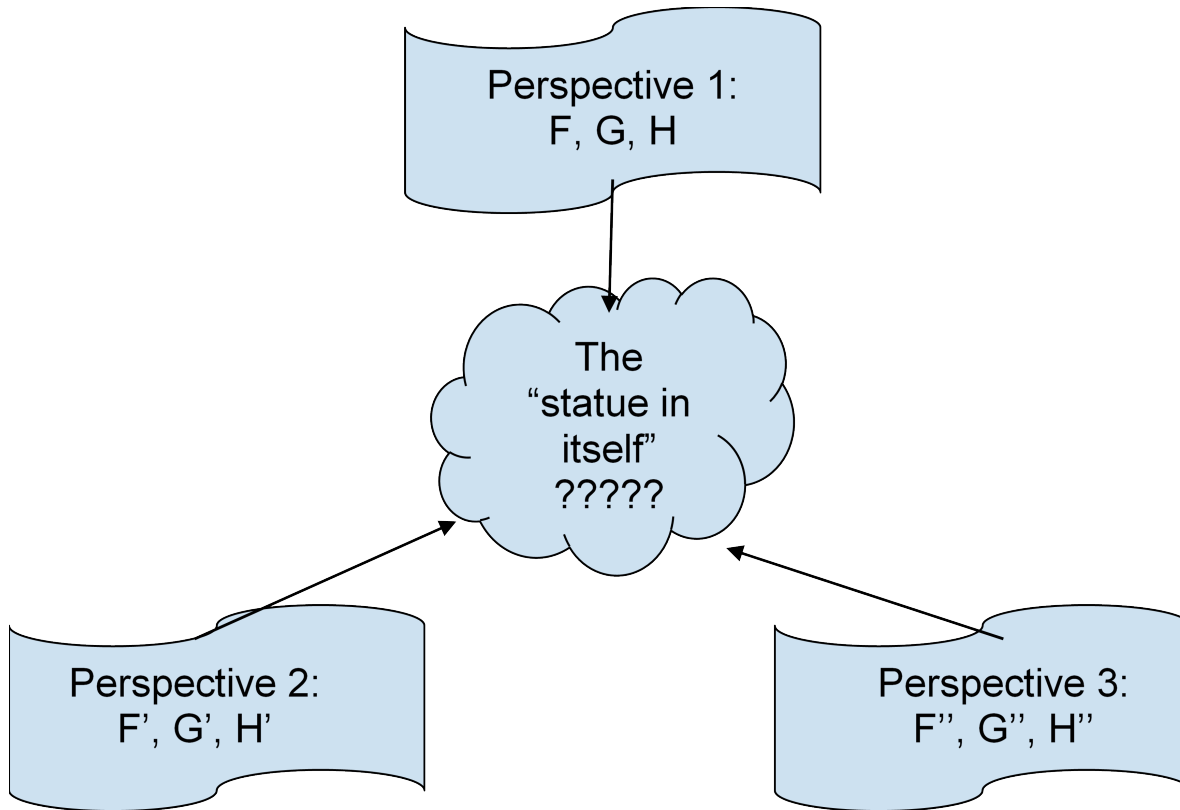 Perspective 1:
F, G, H
The
“statue in
itself”
?????
Perspective 2:
F’, G’, H’
Perspective 3:
F’’, G’’, H’’